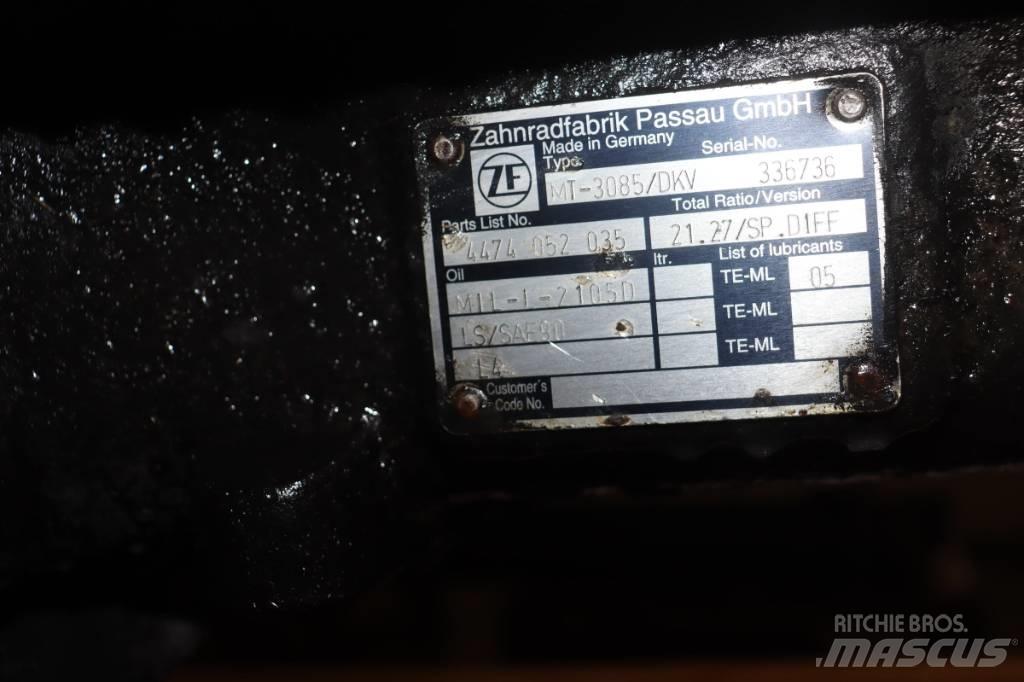 Zahnradfabrik Passau GmbH
Made in Germany
Type
Serial-No.
ZF
MT-3085/DKV 336736
Parts List No.
Total Ratio/Version
4474 052 035
21.27/SP.DIFF
Oil
ltr.
List of lubricants
MIL-L-2105D
TE-ML 05
LS/SAE90
TE-ML
TE-ML
Customer's
Code No.
RITCHIE BROS.
MASCUS